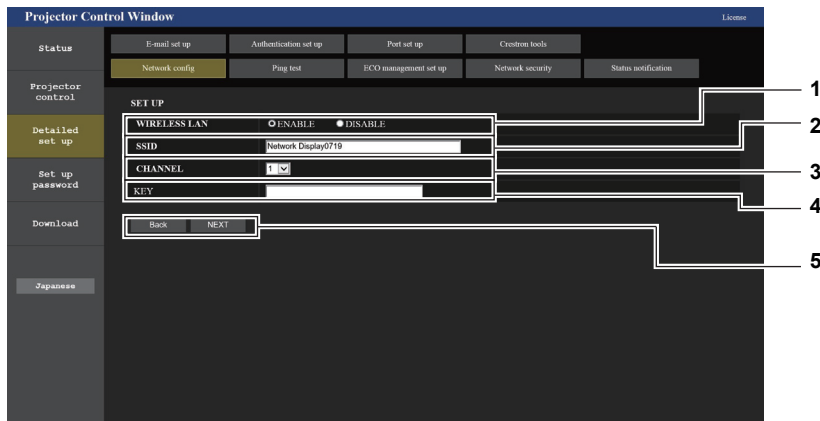 Projector Control Window
License
Status
E-mail set up
Authentication set up
Port set up
Crestron tools
Network config
Ping test
ECO management set up
Network security
Status notification
Projector
control
Detailed
set up
Set up
password
Download
Japanese
SET UP
WIRELESS LAN ENABLE DISABLE
SSID Network Display0719
CHANNEL 1
KEY
Back NEXT
1
2
3
4
5